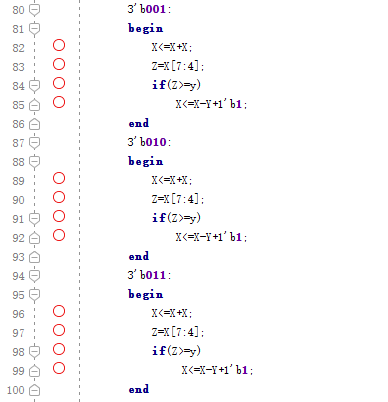 80 3'b001:
81 begin
82 X<=X+X;
83 Z=X[7:4];
84 if(Z>=y)
85 X<=X-Y+1'b1;
86 end
87 3'b010:
88 begin
89 X<=X+X;
90 Z=X[7:4];
91 if(Z>=y)
92 X<=X-Y+1'b1;
93 end
94 3'b011:
95 begin
96 X<=X+X;
97 Z=X[7:4];
98 if(Z>=y)
99 X<=X-Y+1'b1;
100 end